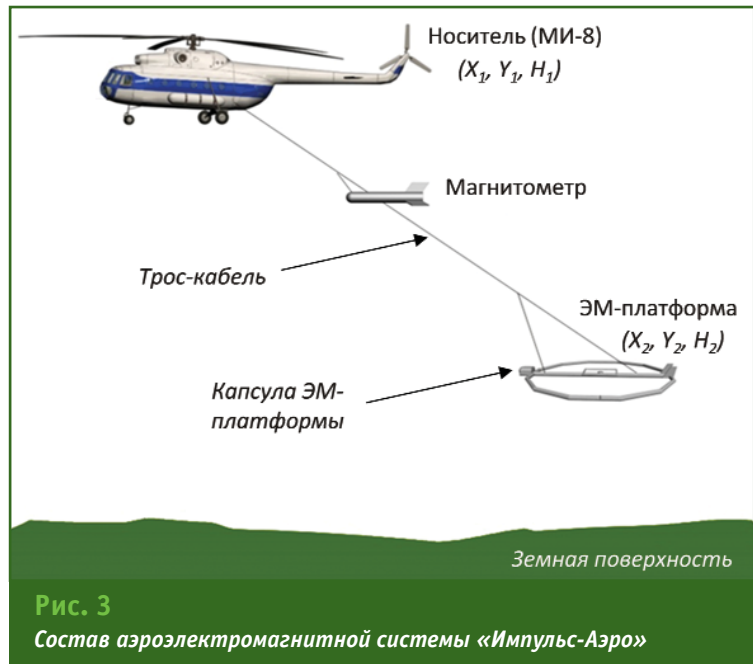 Носитель (МИ-8)
(X₁, Y₁, H₁)
Магнитометр
Трос-кабель
ЭМ-платформа
(X₂, Y₂, H₂)
Капсула ЭМ-
платформы
Земная поверхность
Рис. 3
Состав аэроэлектромагнитной системы «Импульс-Аэро»